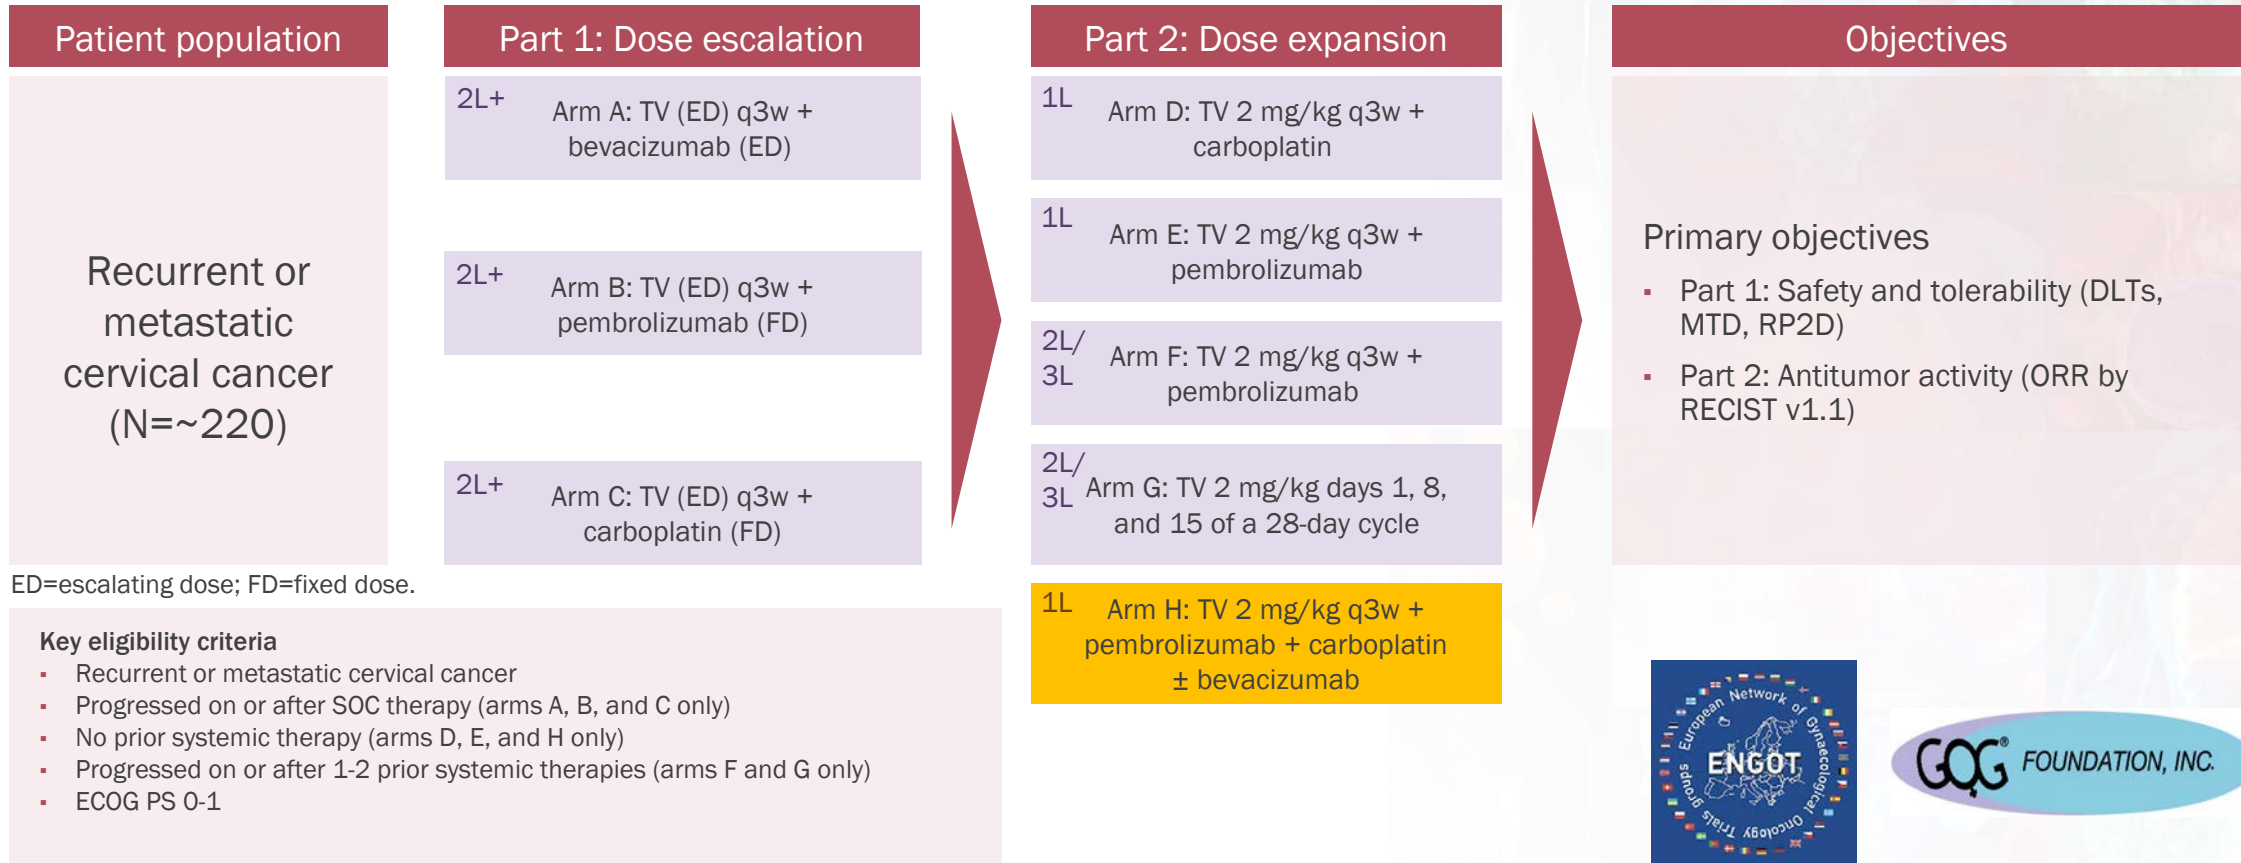 Patient population
Recurrent or
metastatic
cervical cancer
(N=~220)
Part 1: Dose escalation
2L+
Arm A: TV (ED) q3w +
bevacizumab (ED)
2L+
Arm B: TV (ED) q3w +
pembrolizumab (FD)
2L+
Arm C: TV (ED) q3w +
carboplatin (FD)
Part 2: Dose expansion
1L
Arm D: TV 2 mg/kg q3w +
carboplatin
1L
Arm E: TV 2 mg/kg q3w +
pembrolizumab
2L/
3L
Arm F: TV 2 mg/kg q3w +
pembrolizumab
2L/
3L
Arm G: TV 2 mg/kg days 1, 8,
and 15 of a 28-day cycle
1L
Arm H: TV 2 mg/kg q3w +
pembrolizumab + carboplatin
± bevacizumab
Objectives
Primary objectives
▪ Part 1: Safety and tolerability (DLTs,
MTD, RP2D)
▪ Part 2: Antitumor activity (ORR by
RECIST v1.1)
ED=escalating dose; FD=fixed dose.
Key eligibility criteria
▪ Recurrent or metastatic cervical cancer
▪ Progressed on or after SOC therapy (arms A, B, and C only)
▪ No prior systemic therapy (arms D, E, and H only)
▪ Progressed on or after 1-2 prior systemic therapies (arms F and G only)
▪ ECOG PS 0-1
European Network of Gynaecological Oncology Trials groups
ENGOT
GOG® FOUNDATION, INC.